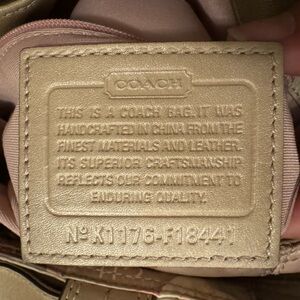 COACH
THIS IS A COACH BAG.IT WAS
HANDCRAFTED IN CHINA FROM THE
FINEST MATERIALS AND LEATHER.
ITS SUPERIOR CRAFTSMANSHIP
REFLECTS OUR COMMITMENT TO
ENDURING QUALITY.
Nº K1176-F18441